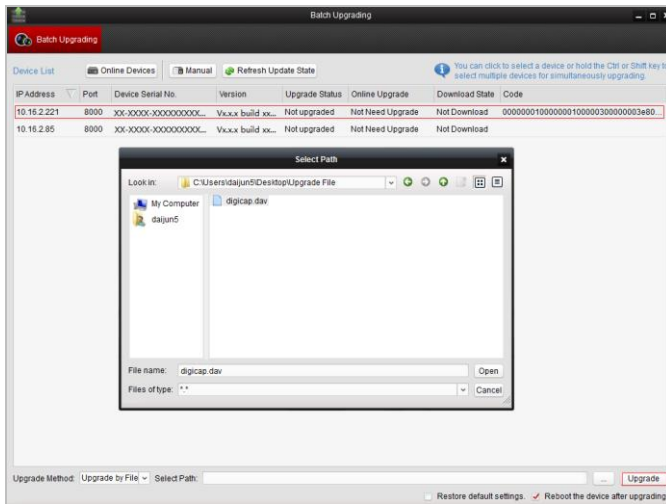 Batch Upgrading
Batch Upgrading
Device List Online Devices Manual Refresh Update State You can click to select a device or hold the Ctrl or Shift key to
select multiple devices for simultaneously upgrading.
IP Address Port Device Serial No. Version Upgrade Status Online Upgrade Download State Code
10.16.2.221 8000 XX-XXXX-XXXXXXXXX... Vx.x.x build xx... Not upgraded Not Need Upgrade Not Download
10.16.2.85 8000 XX-XXXX-XXXXXXXXX... Vx.x.x build xx... Not upgraded Not Need Upgrade Not Download
Select Path
Look in: C:\Users\daijun5\Desktop\Upgrade File
My Computer digicap.dav
daijun5
File name: digicap.dav Open
Files of type: *.* Cancel
Upgrade Method: Upgrade by File Select Path: ... Upgrade
Restore default settings. Reboot the device after upgrading